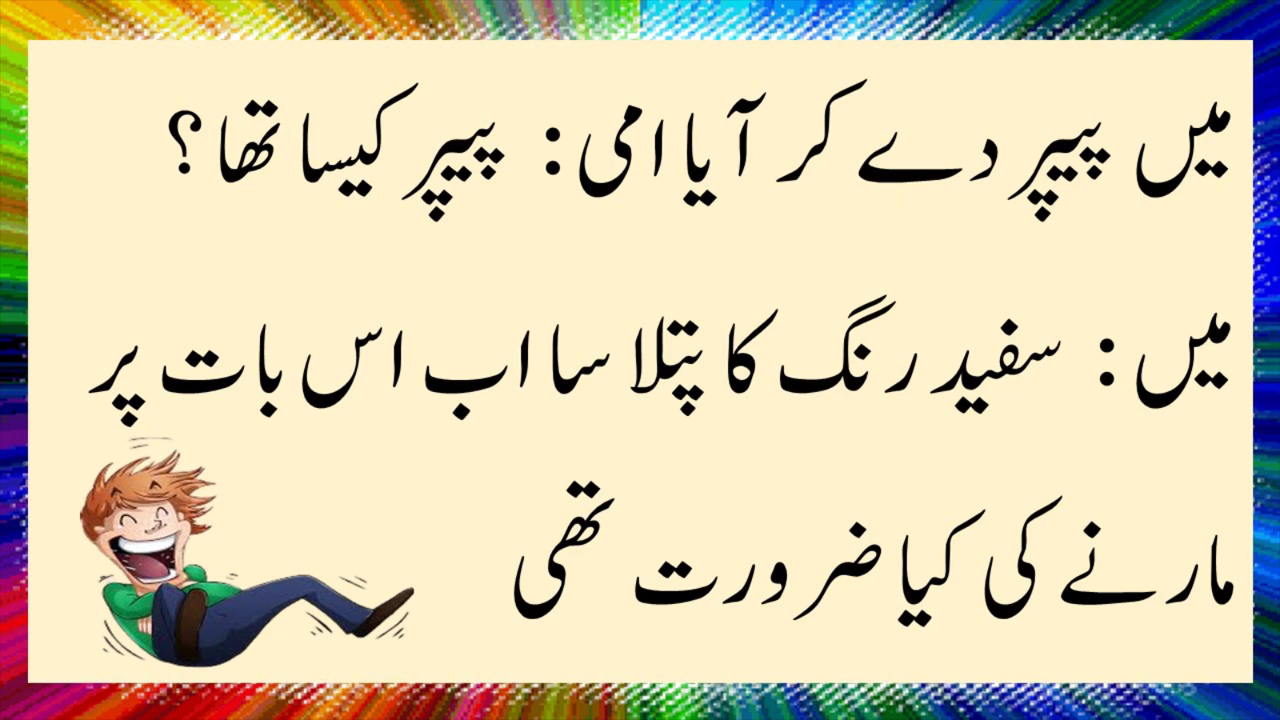 میں پیپر دے کر آیا امی: پیپر کیسا تھا؟
میں: سفید رنگ کا پتلا سا اب اس بات پر
مارنے کی کیا ضرورت تھی